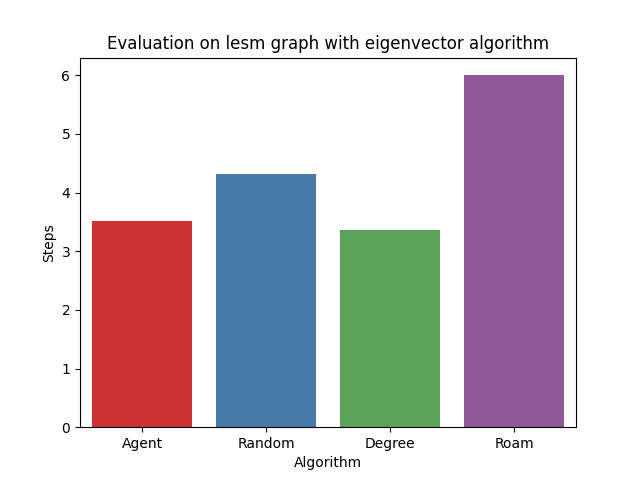 Evaluation on lesm graph with eigenvector algorithm
6
5
4
3
2
1
0
Steps
Agent Random Degree Roam
Algorithm